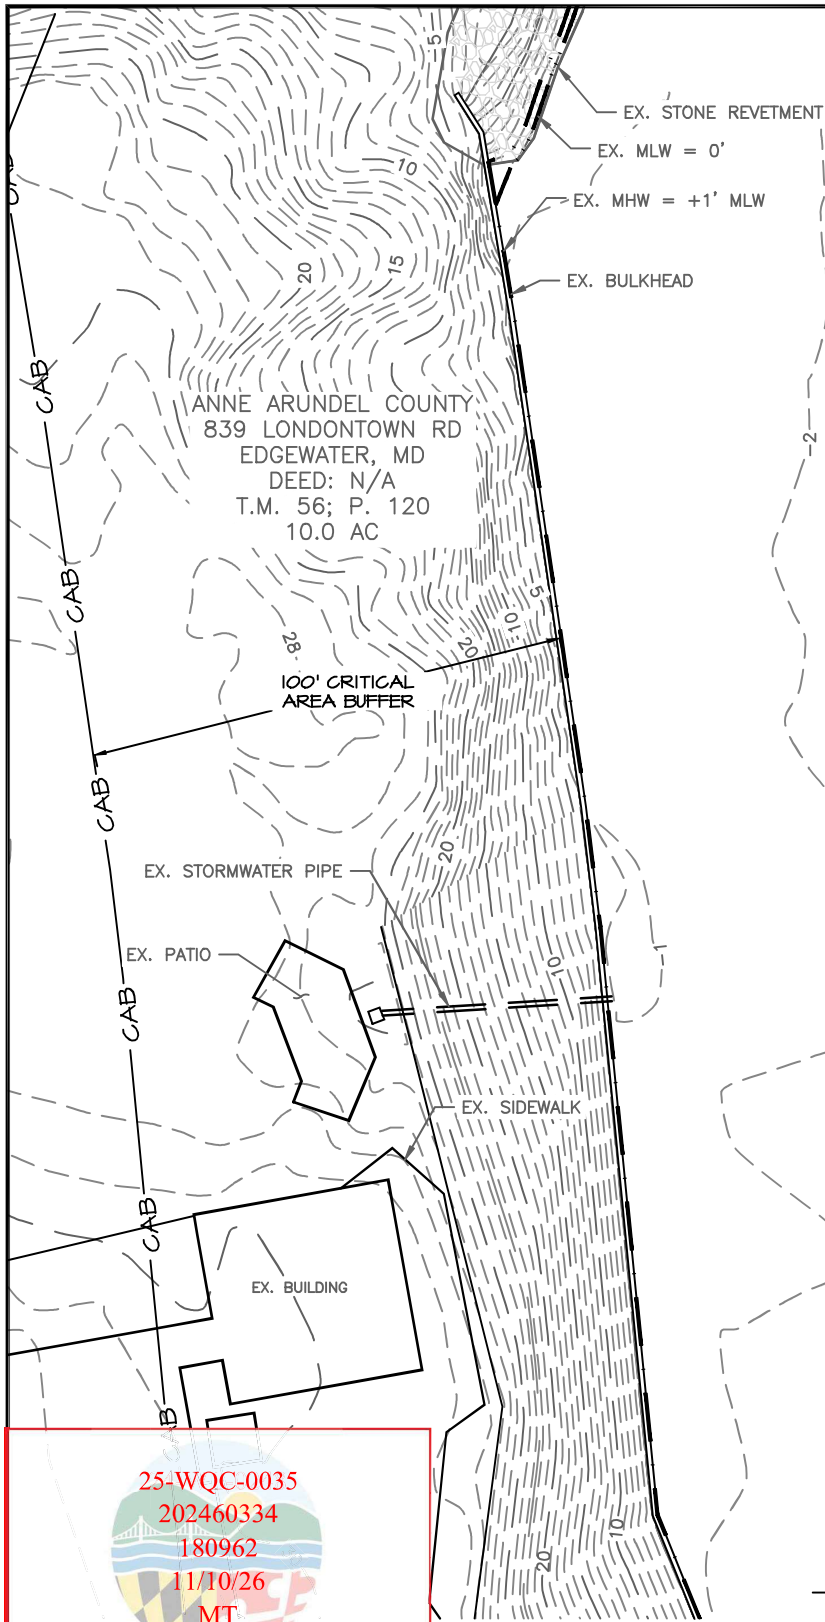 5
EX. STONE REVETMENT
EX. MLW = 0'
10
EX. MHW = +1' MLW
20
15
EX. BULKHEAD
CAB
ANNE ARUNDEL COUNTY
839 LONDONTOWN RD
EDGEWATER, MD
DEED: N/A
T.M. 56; P. 120
10.0 AC
-2
CAB
5
10
28
20
100' CRITICAL
AREA BUFFER
CAB
20
EX. STORMWATER PIPE
EX. PATIO
10
-1
CAB
EX. SIDEWALK
CAB
EX. BUILDING
CAB
25-WQC-0035
202460334
180962
11/10/26
MT
10
20